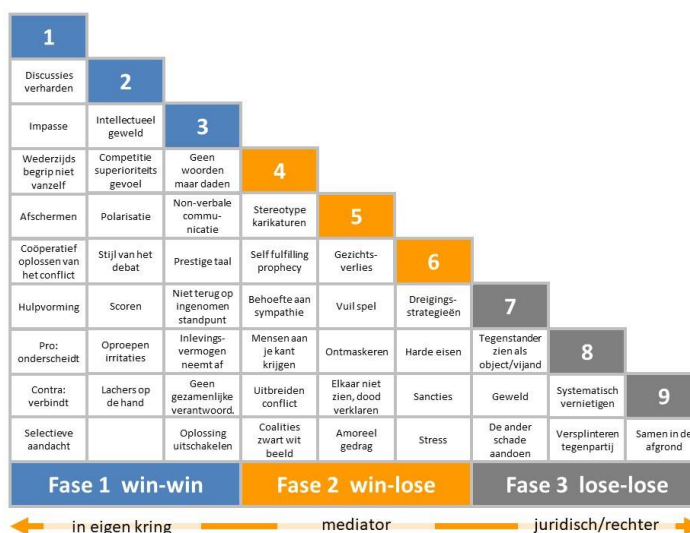 1
Discussies
verharden
2
Impasse
Intellectueel
geweld
3
Wederzijds
begrip niet
vanzelf
Competitie
superioriteits
gevoel
Geen
woorden
maar daden
4
Afschermen
Polarisatie
Non-verbale
commu-
nicatie
Stereotype
karikaturen
5
Coöperatief
oplossen van
het conflict
Stijl van het
debat
Prestige taal
Self fulfilling
prophecy
Gezichts-
verlies
6
Hulpvorming
Scoren
Niet terug op
ingenomen
standpunt
Behoefte aan
sympathie
Vuil spel
Dreigings-
strategieën
7
Pro:
onderscheidt
Oproepen
irritaties
Inlevings-
vermogen
neemt af
Mensen aan
je kant
krijgen
Ontmaskeren
Harde eisen
Tegenstander
zien als
object/vijand
8
Contra:
verbindt
Lachers op
de hand
Geen
gezamenlijke
verantwoord.
Uitbreiden
conflict
Elkaar niet
zien, dood
verklaren
Sancties
Geweld
Systematisch
vernietigen
9
Selectieve
aandacht
Oplossing
uitschakelen
Coalities
zwart wit
beeld
Amoreel
gedrag
Stress
De ander
schade
aandoen
Versplinteren
tegenpartij
Samen in de
afgrond
Fase 1 win-win
Fase 2 win-lose
Fase 3 lose-lose
in eigen kring
mediator
juridisch/rechter